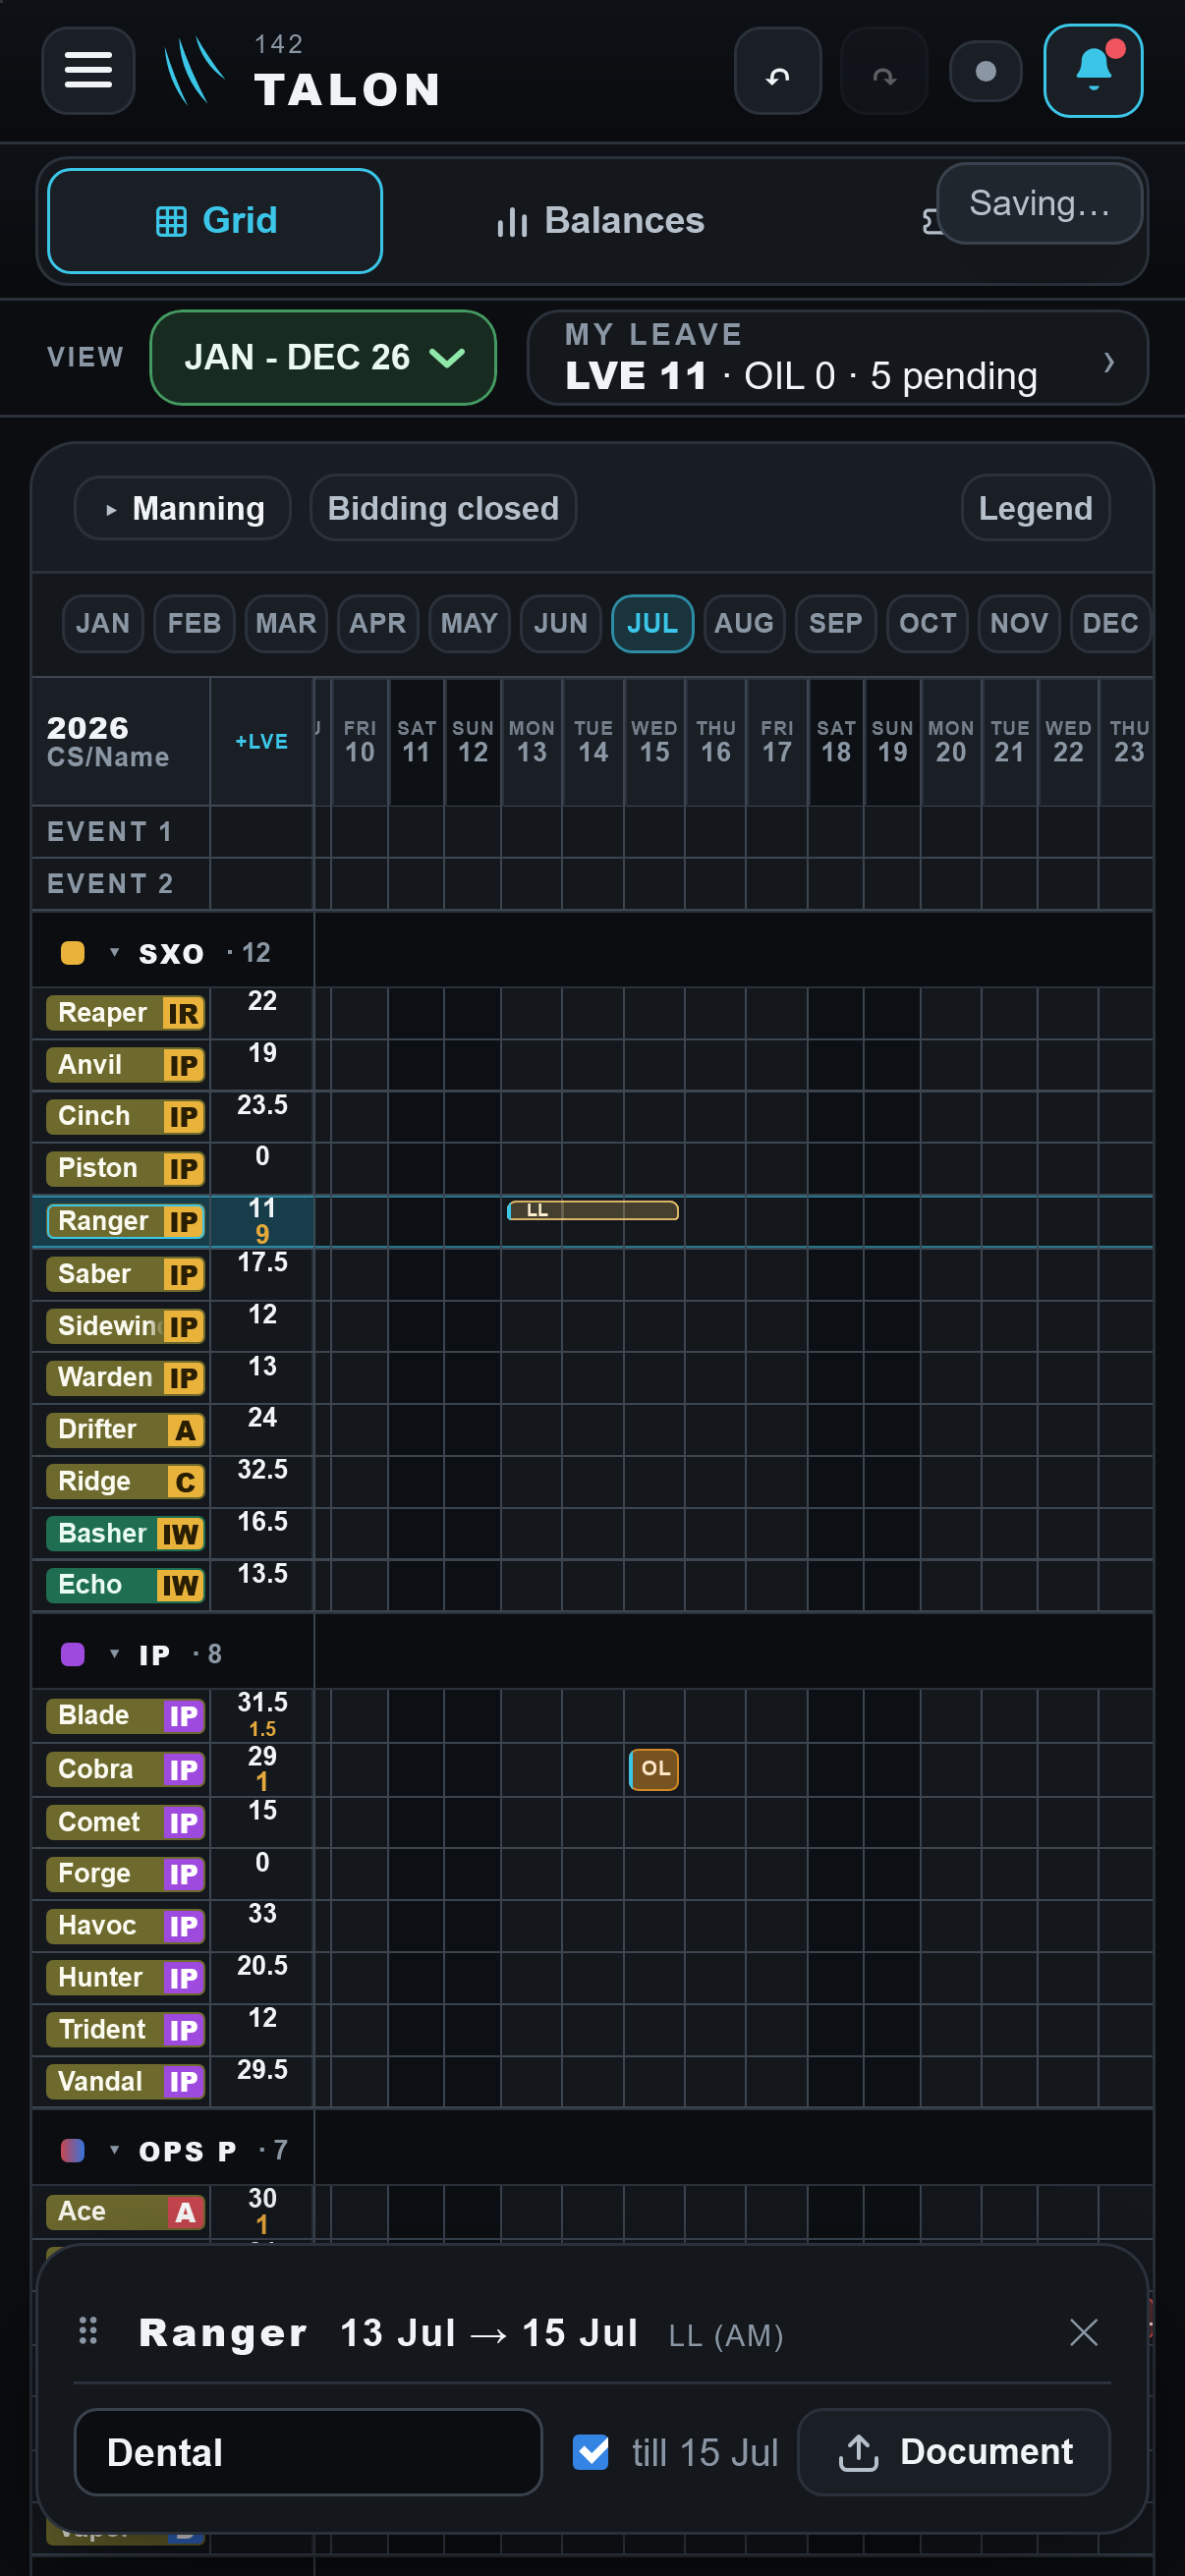 142
TALON
Grid
Balances
Saving…
VIEW
JAN - DEC 26
MY LEAVE
LVE 11 · OIL 0 · 5 pending
Manning
Bidding closed
Legend
JAN FEB MAR APR MAY JUN JUL AUG SEP OCT NOV DEC
2026
CS/Name
+LVE
FRI 10
SAT 11
SUN 12
MON 13
TUE 14
WED 15
THU 16
FRI 17
SAT 18
SUN 19
MON 20
TUE 21
WED 22
THU 23
EVENT 1
EVENT 2
SXO · 12
Reaper IR 22
Anvil IP 19
Cinch IP 23.5
Piston IP 0
Ranger IP 11 9 LL
Saber IP 17.5
Sidewin IP 12
Warden IP 13
Drifter A 24
Ridge C 32.5
Basher IW 16.5
Echo IW 13.5
IP · 8
Blade IP 31.5 1.5
Cobra IP 29 1 OL
Comet IP 15
Forge IP 0
Havoc IP 33
Hunter IP 20.5
Trident IP 12
Vandal IP 29.5
OPS P · 7
Ace A 30 1
Ranger 13 Jul → 15 Jul LL (AM)
Dental
till 15 Jul
Document